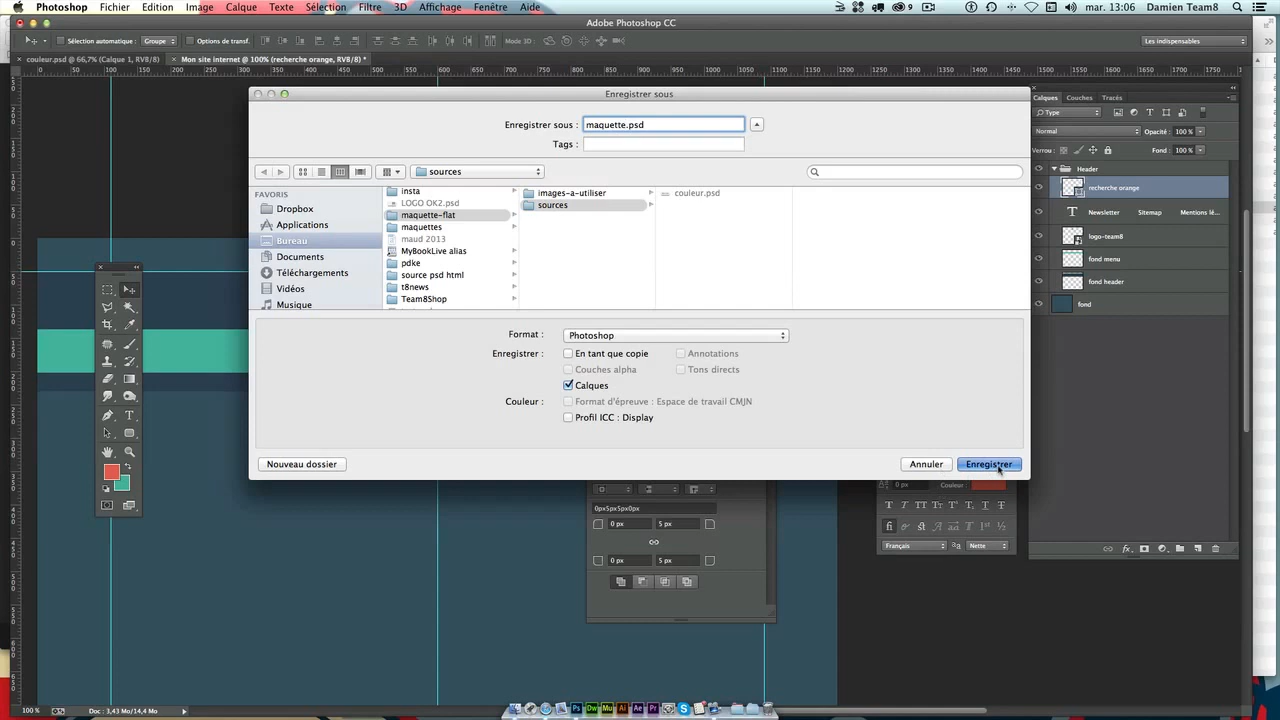 Photoshop Fichier Edition Image Calque Texte Sélection Filtre 3D Affichage Fenêtre Aide 9 mar. 13:06 Damien Team8
Adobe Photoshop CC
Sélection automatique : Groupe Options de transf. Mode 3D : Les indispensables
couleur.psd @ 66,7% (Calque 1, RVB/8) Mon site internet @ 100% (recherche orange, RVB/8) *
Enregistrer sous
Enregistrer sous : maquette.psd
Tags :
sources
FAVORIS
Dropbox
Applications
Bureau
Documents
Téléchargements
Vidéos
Musique
insta
LOGO OK2.psd
maquette-flat
maquettes
maud 2013
MyBookLive alias
pdke
source psd html
t8news
Team8Shop
images-a-utiliser
sources
couleur.psd
Format : Photoshop
Enregistrer : En tant que copie Annotations
Couches alpha Tons directs
Calques
Couleur : Format d'épreuve : Espace de travail CMJN
Profil ICC : Display
Nouveau dossier Annuler Enregistrer
Calques Couches Tracés
Type
Normal Opacité : 100 %
Verrou : Fond : 100 %
Header
recherche orange
Newsletter Sitemap Mentions lé...
logo-team8
fond menu
fond header
fond
0 px Couleur :
0px5px5px0px
0 px 5 px
0 px 5 px
Français Nette
100 % Doc : 3,43 Mo/14,4 Mo